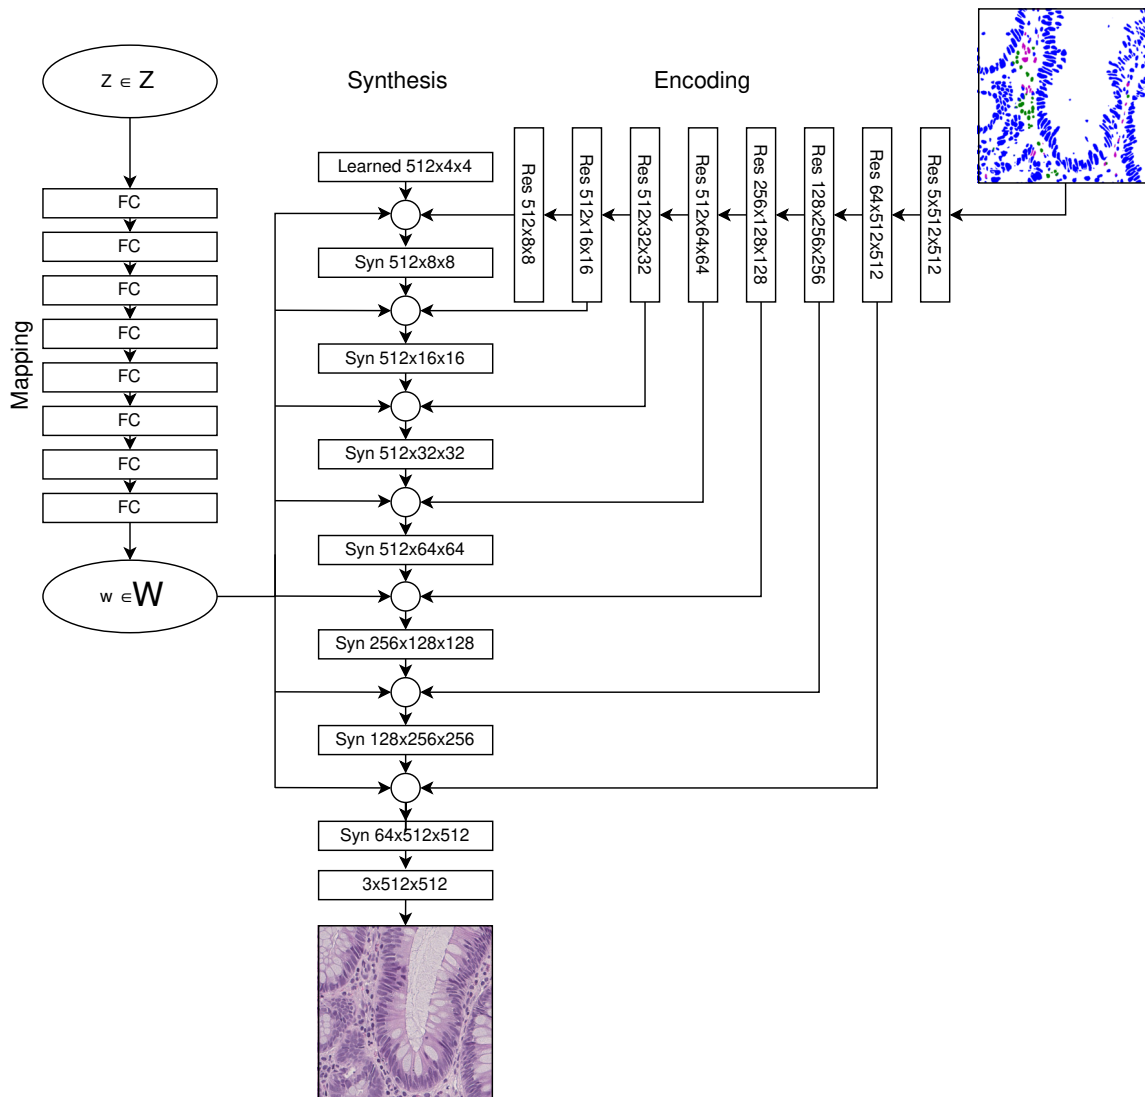 z ∈ Z
Synthesis
Encoding
Mapping
FC
FC
FC
FC
FC
FC
FC
FC
w ∈ W
Learned 512x4x4
Syn 512x8x8
Syn 512x16x16
Syn 512x32x32
Syn 512x64x64
Syn 256x128x128
Syn 128x256x256
Syn 64x512x512
3x512x512
Res 512x8x8
Res 512x16x16
Res 512x32x32
Res 512x64x64
Res 256x128x128
Res 128x256x256
Res 64x512x512
Res 5x512x512